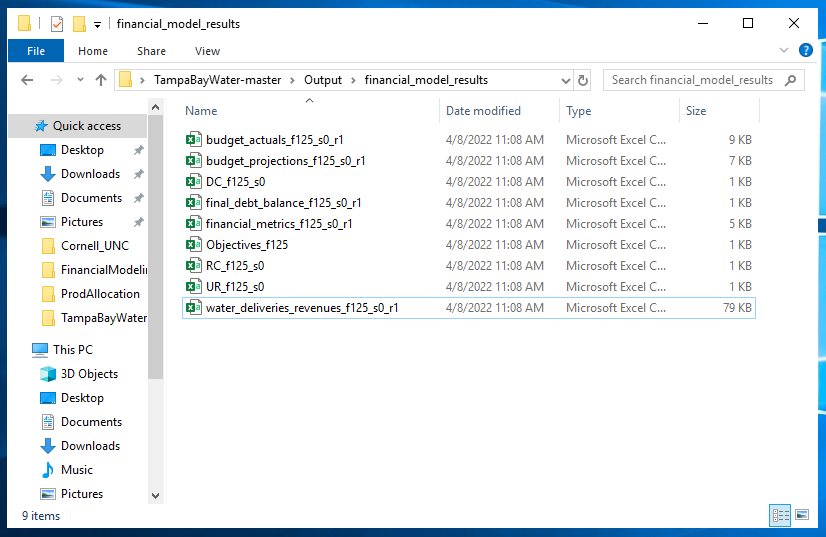 financial_model_results
File Home Share View
TampaBayWater-master Output financial_model_results Search financial_model_results
Name Date modified Type Size
Quick access
Desktop
Downloads
Documents
Pictures
Cornell_UNC
FinancialModelin
ProdAllocation
TampaBayWater
This PC
3D Objects
Desktop
Documents
Downloads
Music
Pictures
budget_actuals_f125_s0_r1 4/8/2022 11:08 AM Microsoft Excel C... 9 KB
budget_projections_f125_s0_r1 4/8/2022 11:08 AM Microsoft Excel C... 7 KB
DC_f125_s0 4/8/2022 11:08 AM Microsoft Excel C... 1 KB
final_debt_balance_f125_s0_r1 4/8/2022 11:08 AM Microsoft Excel C... 1 KB
financial_metrics_f125_s0_r1 4/8/2022 11:08 AM Microsoft Excel C... 5 KB
Objectives_f125 4/8/2022 11:08 AM Microsoft Excel C... 1 KB
RC_f125_s0 4/8/2022 11:08 AM Microsoft Excel C... 1 KB
UR_f125_s0 4/8/2022 11:08 AM Microsoft Excel C... 1 KB
water_deliveries_revenues_f125_s0_r1 4/8/2022 11:08 AM Microsoft Excel C... 79 KB
9 items